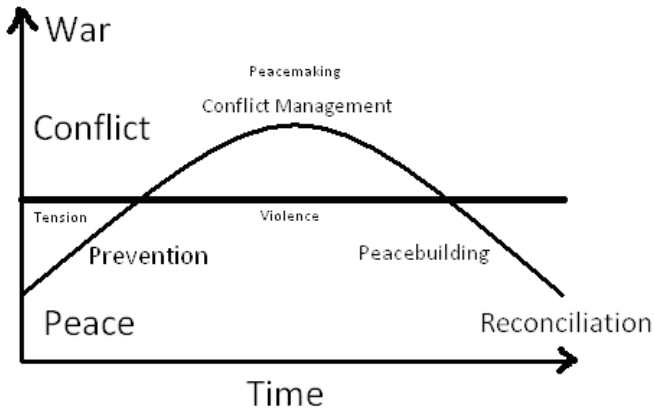 War
Peacemaking
Conflict Management
Conflict
Tension
Violence
Prevention
Peacebuilding
Peace
Reconciliation
Time